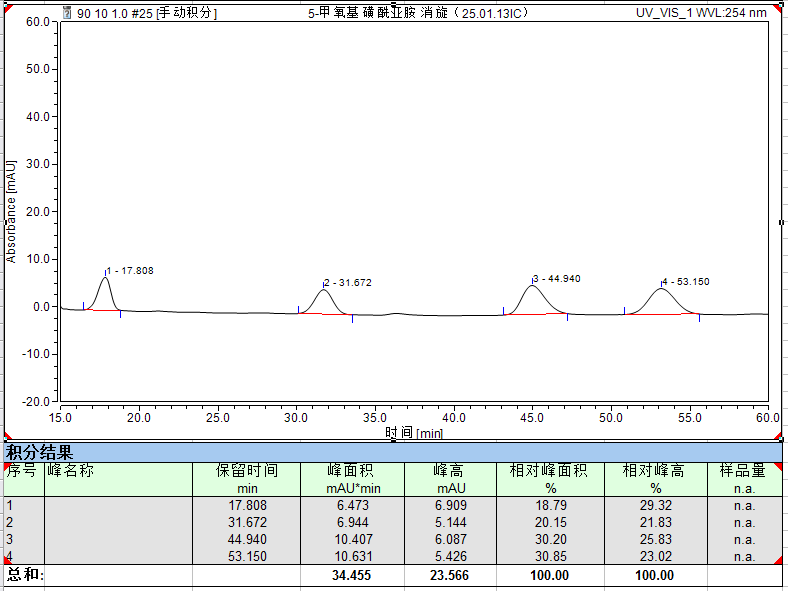 90 10 1.0 #25 [手动积分] 5-甲氧基磺酰亚胺 消旋（25.01.13IC） UV_VIS_1 WVL:254 nm
60.0
50.0
40.0
30.0
20.0
10.0
0.0
-10.0
-20.0
Absorbance [mAU]
1 - 17.808
2 - 31.672
3 - 44.940
4 - 53.150
15.0 20.0 25.0 30.0 35.0 40.0 45.0 50.0 55.0 60.0
时间 [min]
积分结果
序号 峰名称 保留时间 峰面积 峰高 相对峰面积 相对峰高 样品量
min mAU*min mAU % % n.a.
1 17.808 6.473 6.909 18.79 29.32 n.a.
2 31.672 6.944 5.144 20.15 21.83 n.a.
3 44.940 10.407 6.087 30.20 25.83 n.a.
4 53.150 10.631 5.426 30.85 23.02 n.a.
总和: 34.455 23.566 100.00 100.00